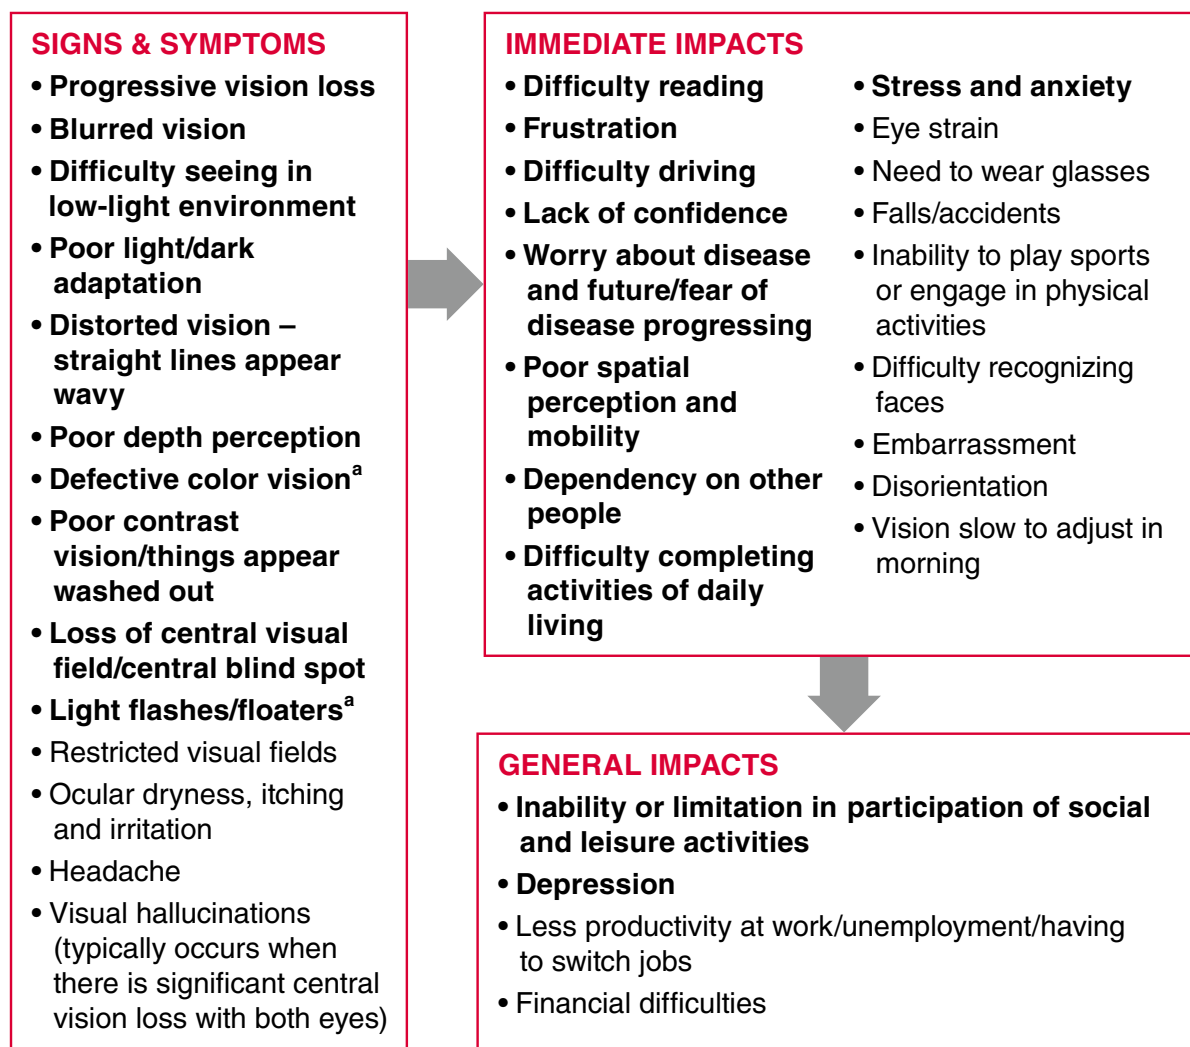 SIGNS & SYMPTOMS
• Progressive vision loss
• Blurred vision
• Difficulty seeing in
low-light environment
• Poor light/dark
adaptation
• Distorted vision –
straight lines appear
wavy
• Poor depth perception
• Defective color visionᵃ
• Poor contrast
vision/things appear
washed out
• Loss of central visual
field/central blind spot
• Light flashes/floatersᵃ
• Restricted visual fields
• Ocular dryness, itching
and irritation
• Headache
• Visual hallucinations
(typically occurs when
there is significant central
vision loss with both eyes)
IMMEDIATE IMPACTS
• Difficulty reading
• Frustration
• Difficulty driving
• Lack of confidence
• Worry about disease
and future/fear of
disease progressing
• Poor spatial
perception and
mobility
• Dependency on other
people
• Difficulty completing
activities of daily
living
• Stress and anxiety
• Eye strain
• Need to wear glasses
• Falls/accidents
• Inability to play sports
or engage in physical
activities
• Difficulty recognizing
faces
• Embarrassment
• Disorientation
• Vision slow to adjust in
morning
GENERAL IMPACTS
• Inability or limitation in participation of social
and leisure activities
• Depression
• Less productivity at work/unemployment/having
to switch jobs
• Financial difficulties